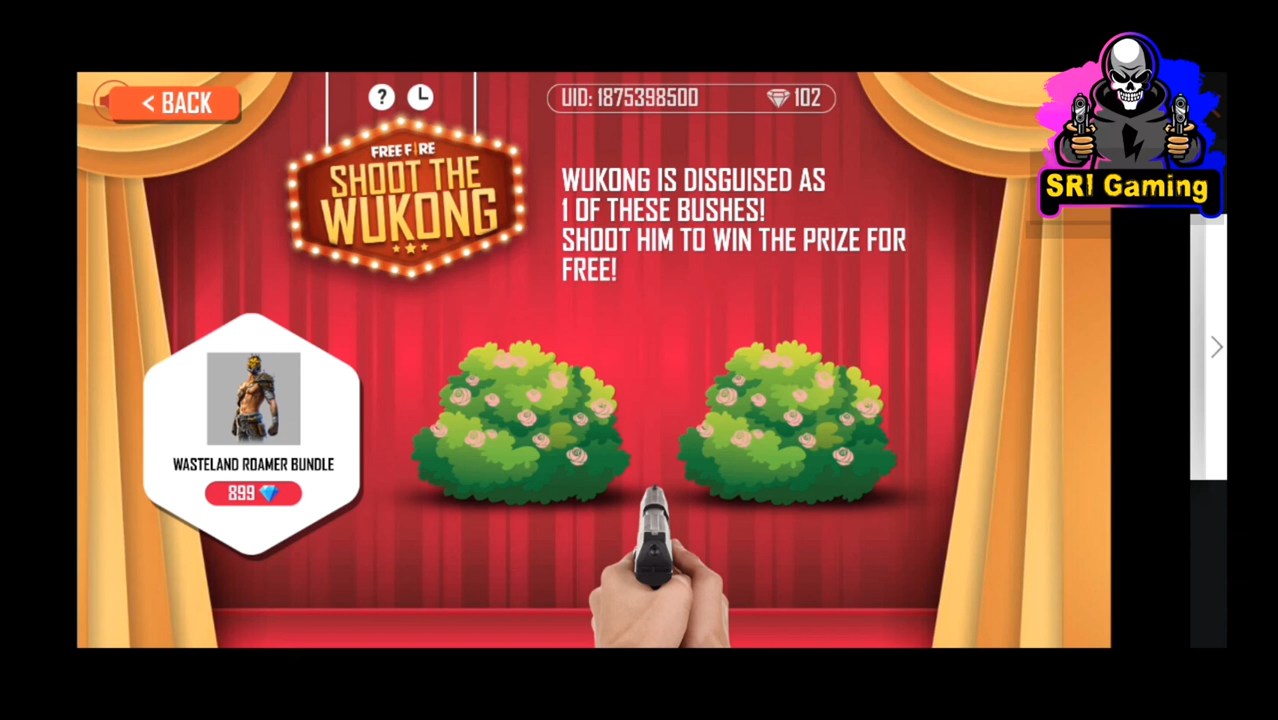 < BACK
?
UID: 1875398500
102
SRI Gaming
FREE FIRE
SHOOT THE
WUKONG
WUKONG IS DISGUISED AS
1 OF THESE BUSHES!
SHOOT HIM TO WIN THE PRIZE FOR
FREE!
WASTELAND ROAMER BUNDLE
899